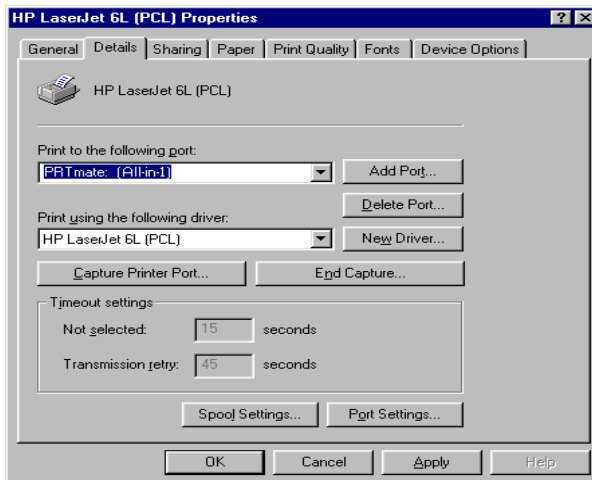 HP LaserJet 6L (PCL) Properties
General Details Sharing Paper Print Quality Fonts Device Options
HP LaserJet 6L (PCL)
Print to the following port:
PRTmate: (All-in-1) Add Port...
Delete Port...
Print using the following driver:
HP LaserJet 6L (PCL) New Driver...
Capture Printer Port... End Capture...
Timeout settings
Not selected: 15 seconds
Transmission retry: 45 seconds
Spool Settings... Port Settings...
OK Cancel Apply Help